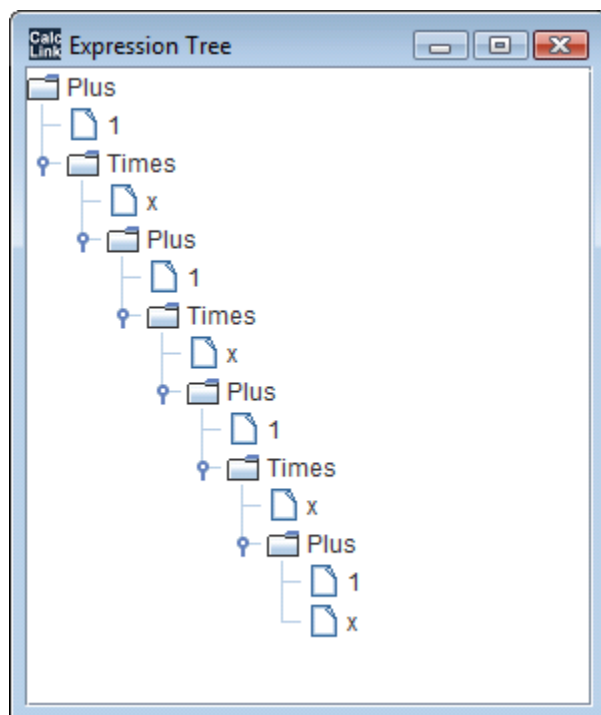 Calc
Link Expression Tree
Plus
1
Times
x
Plus
1
Times
x
Plus
1
Times
x
Plus
1
x